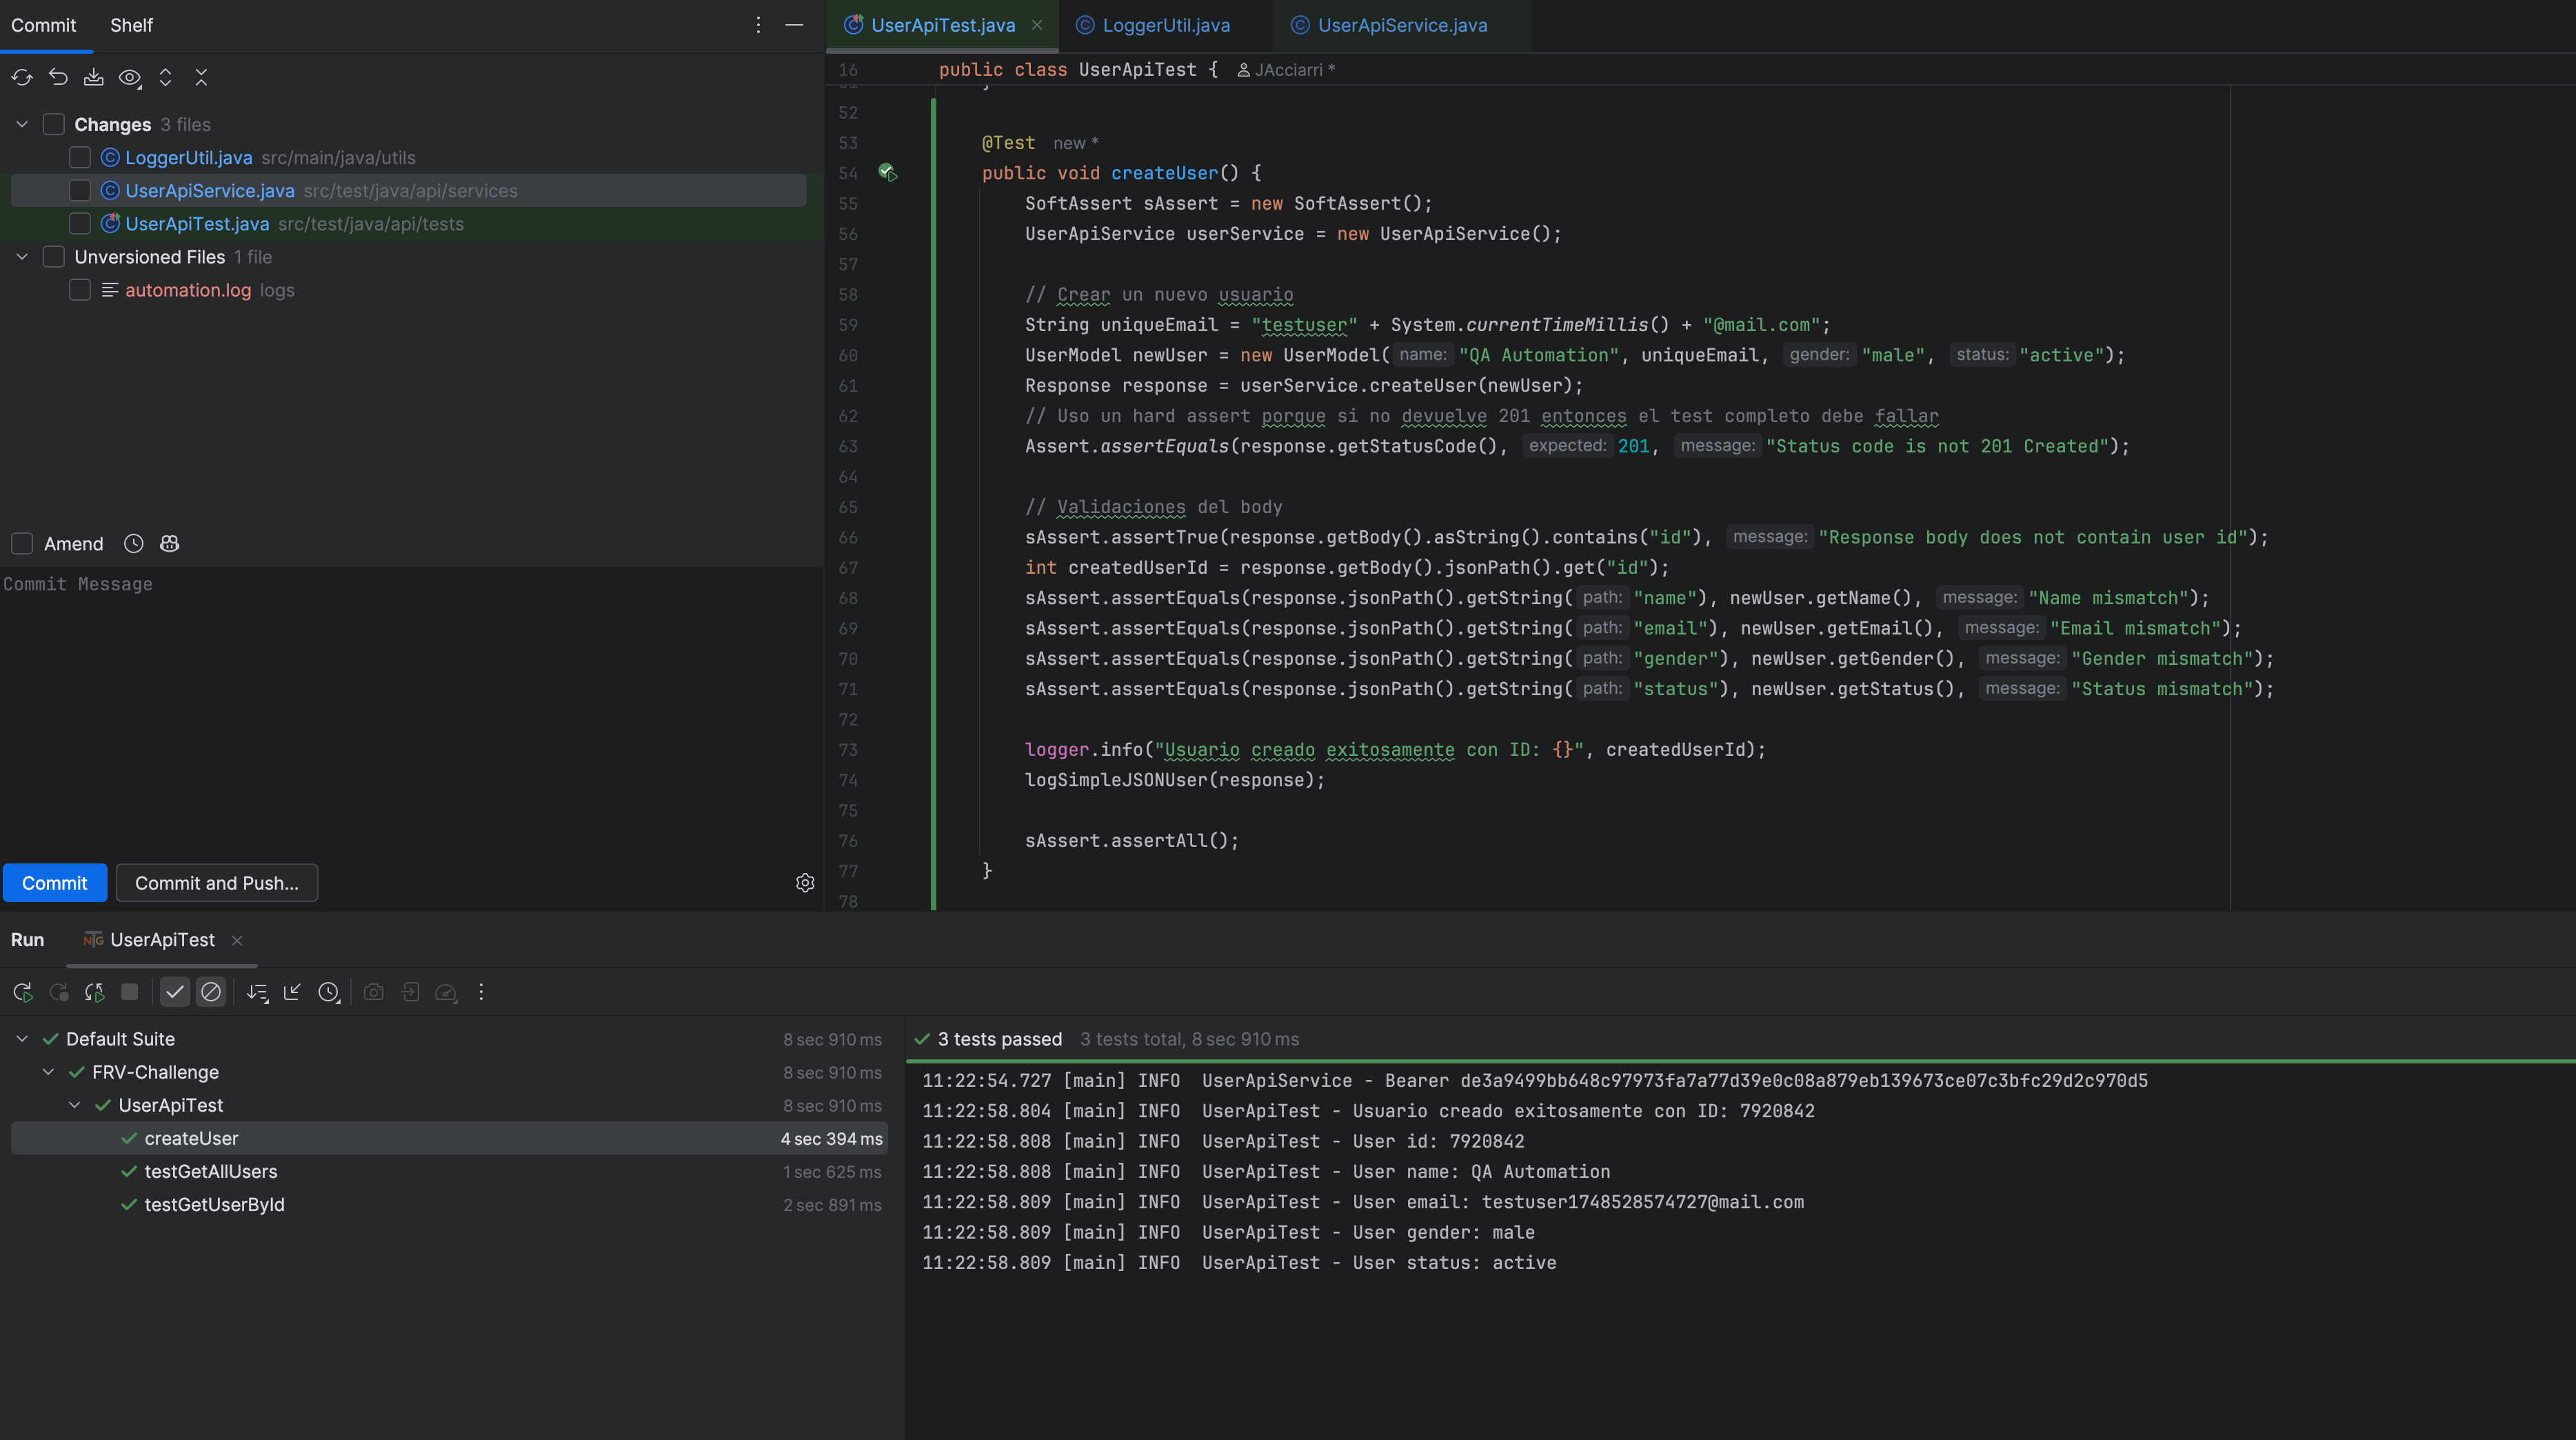 Commit Shelf
Changes 3 files
LoggerUtil.java src/main/java/utils
UserApiService.java src/test/java/api/services
UserApiTest.java src/test/java/api/tests
Unversioned Files 1 file
automation.log logs
Amend
Commit Message
Commit Commit and Push...
UserApiTest.java LoggerUtil.java UserApiService.java
16 public class UserApiTest { JAcciarri *
51 }
52
53 @Test new *
54 public void createUser() {
55 SoftAssert sAssert = new SoftAssert();
56 UserApiService userService = new UserApiService();
57
58 // Crear un nuevo usuario
59 String uniqueEmail = "testuser" + System.currentTimeMillis() + "@mail.com";
60 UserModel newUser = new UserModel( name: "QA Automation", uniqueEmail, gender: "male", status: "active");
61 Response response = userService.createUser(newUser);
62 // Uso un hard assert porque si no devuelve 201 entonces el test completo debe fallar
63 Assert.assertEquals(response.getStatusCode(), expected: 201, message: "Status code is not 201 Created");
64
65 // Validaciones del body
66 sAssert.assertTrue(response.getBody().asString().contains("id"), message: "Response body does not contain user id");
67 int createdUserId = response.getBody().jsonPath().get("id");
68 sAssert.assertEquals(response.jsonPath().getString( path: "name"), newUser.getName(), message: "Name mismatch");
69 sAssert.assertEquals(response.jsonPath().getString( path: "email"), newUser.getEmail(), message: "Email mismatch");
70 sAssert.assertEquals(response.jsonPath().getString( path: "gender"), newUser.getGender(), message: "Gender mismatch");
71 sAssert.assertEquals(response.jsonPath().getString( path: "status"), newUser.getStatus(), message: "Status mismatch");
72
73 logger.info("Usuario creado exitosamente con ID: {}", createdUserId);
74 logSimpleJSONUser(response);
75
76 sAssert.assertAll();
77 }
78
Run UserApiTest
Default Suite 8 sec 910 ms
FRV-Challenge 8 sec 910 ms
UserApiTest 8 sec 910 ms
createUser 4 sec 394 ms
testGetAllUsers 1 sec 625 ms
testGetUserById 2 sec 891 ms
3 tests passed 3 tests total, 8 sec 910 ms
11:22:54.727 [main] INFO UserApiService - Bearer de3a9499bb648c97973fa7a77d39e0c08a879eb139673ce07c3bfc29d2c970d5
11:22:58.804 [main] INFO UserApiTest - Usuario creado exitosamente con ID: 7920842
11:22:58.808 [main] INFO UserApiTest - User id: 7920842
11:22:58.808 [main] INFO UserApiTest - User name: QA Automation
11:22:58.809 [main] INFO UserApiTest - User email: testuser1748528574727@mail.com
11:22:58.809 [main] INFO UserApiTest - User gender: male
11:22:58.809 [main] INFO UserApiTest - User status: active